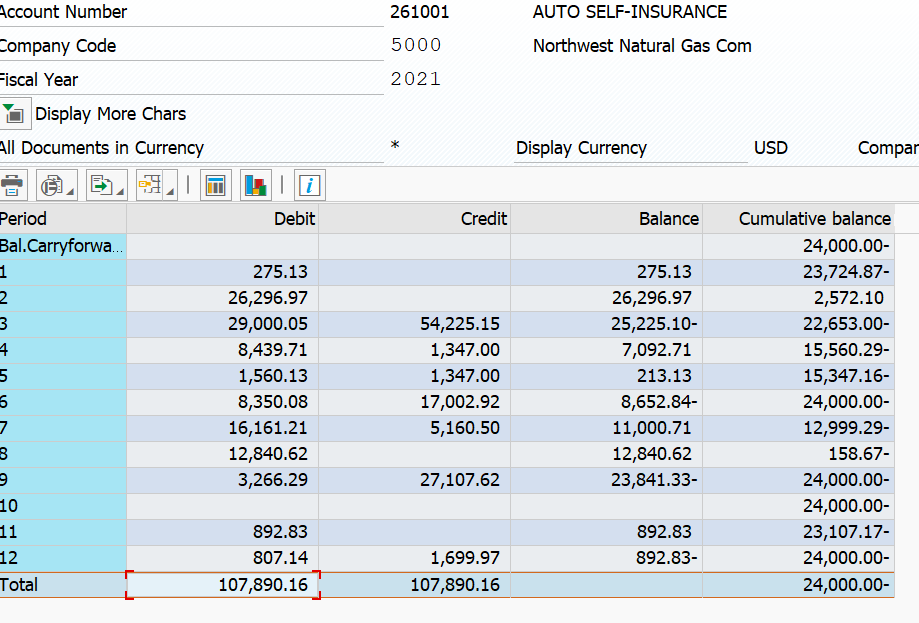 Account Number 261001 AUTO SELF-INSURANCE
Company Code 5000 Northwest Natural Gas Com
Fiscal Year 2021
Display More Chars
All Documents in Currency * Display Currency USD Compar
Period Debit Credit Balance Cumulative balance
Bal.Carryforwa... 24,000.00-
1 275.13 275.13 23,724.87-
2 26,296.97 26,296.97 2,572.10
3 29,000.05 54,225.15 25,225.10- 22,653.00-
4 8,439.71 1,347.00 7,092.71 15,560.29-
5 1,560.13 1,347.00 213.13 15,347.16-
6 8,350.08 17,002.92 8,652.84- 24,000.00-
7 16,161.21 5,160.50 11,000.71 12,999.29-
8 12,840.62 12,840.62 158.67-
9 3,266.29 27,107.62 23,841.33- 24,000.00-
10 24,000.00-
11 892.83 892.83 23,107.17-
12 807.14 1,699.97 892.83- 24,000.00-
Total 107,890.16 107,890.16 24,000.00-